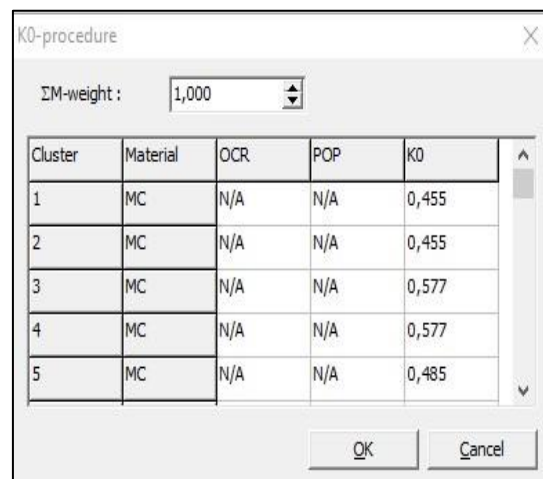 K0-procedure
ΣM-weight : 1,000
Cluster Material OCR POP K0
1 MC N/A N/A 0,455
2 MC N/A N/A 0,455
3 MC N/A N/A 0,577
4 MC N/A N/A 0,577
5 MC N/A N/A 0,485
OK Cancel